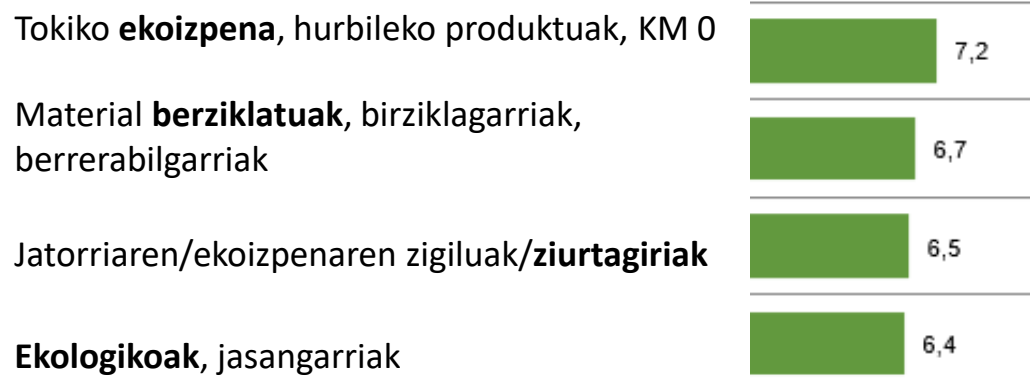 Tokiko ekoizpena, hurbileko produktuak, KM 0
7,2
Material berziklatuak, birziklagarriak,
berrerabilgarriak
6,7
Jatorriaren/ekoizpenaren zigiluak/ziurtagiriak
6,5
Ekologikoak, jasangarriak
6,4